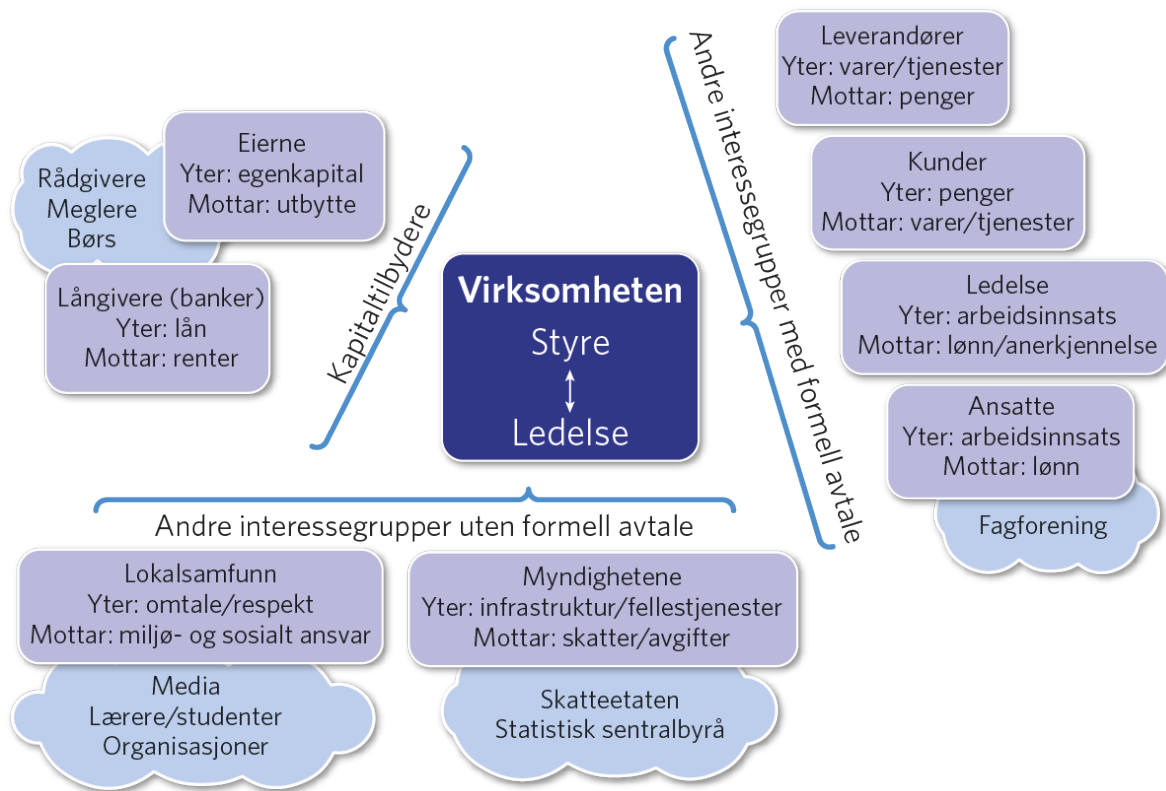 Rådgivere
Meglere
Børs
Eierne
Yter: egenkapital
Mottar: utbytte
Långivere (banker)
Yter: lån
Mottar: renter
Kapitaltilbydere
Virksomheten
Styre
Ledelse
Andre interessegrupper med formell avtale
Leverandører
Yter: varer/tjenester
Mottar: penger
Kunder
Yter: penger
Mottar: varer/tjenester
Ledelse
Yter: arbeidsinnsats
Mottar: lønn/anerkjennelse
Ansatte
Yter: arbeidsinnsats
Mottar: lønn
Fagforening
Andre interessegrupper uten formell avtale
Lokalsamfunn
Yter: omtale/respekt
Mottar: miljø- og sosialt ansvar
Media
Lærere/studenter
Organisasjoner
Myndighetene
Yter: infrastruktur/fellestjenester
Mottar: skatter/avgifter
Skatteetaten
Statistisk sentralbyrå